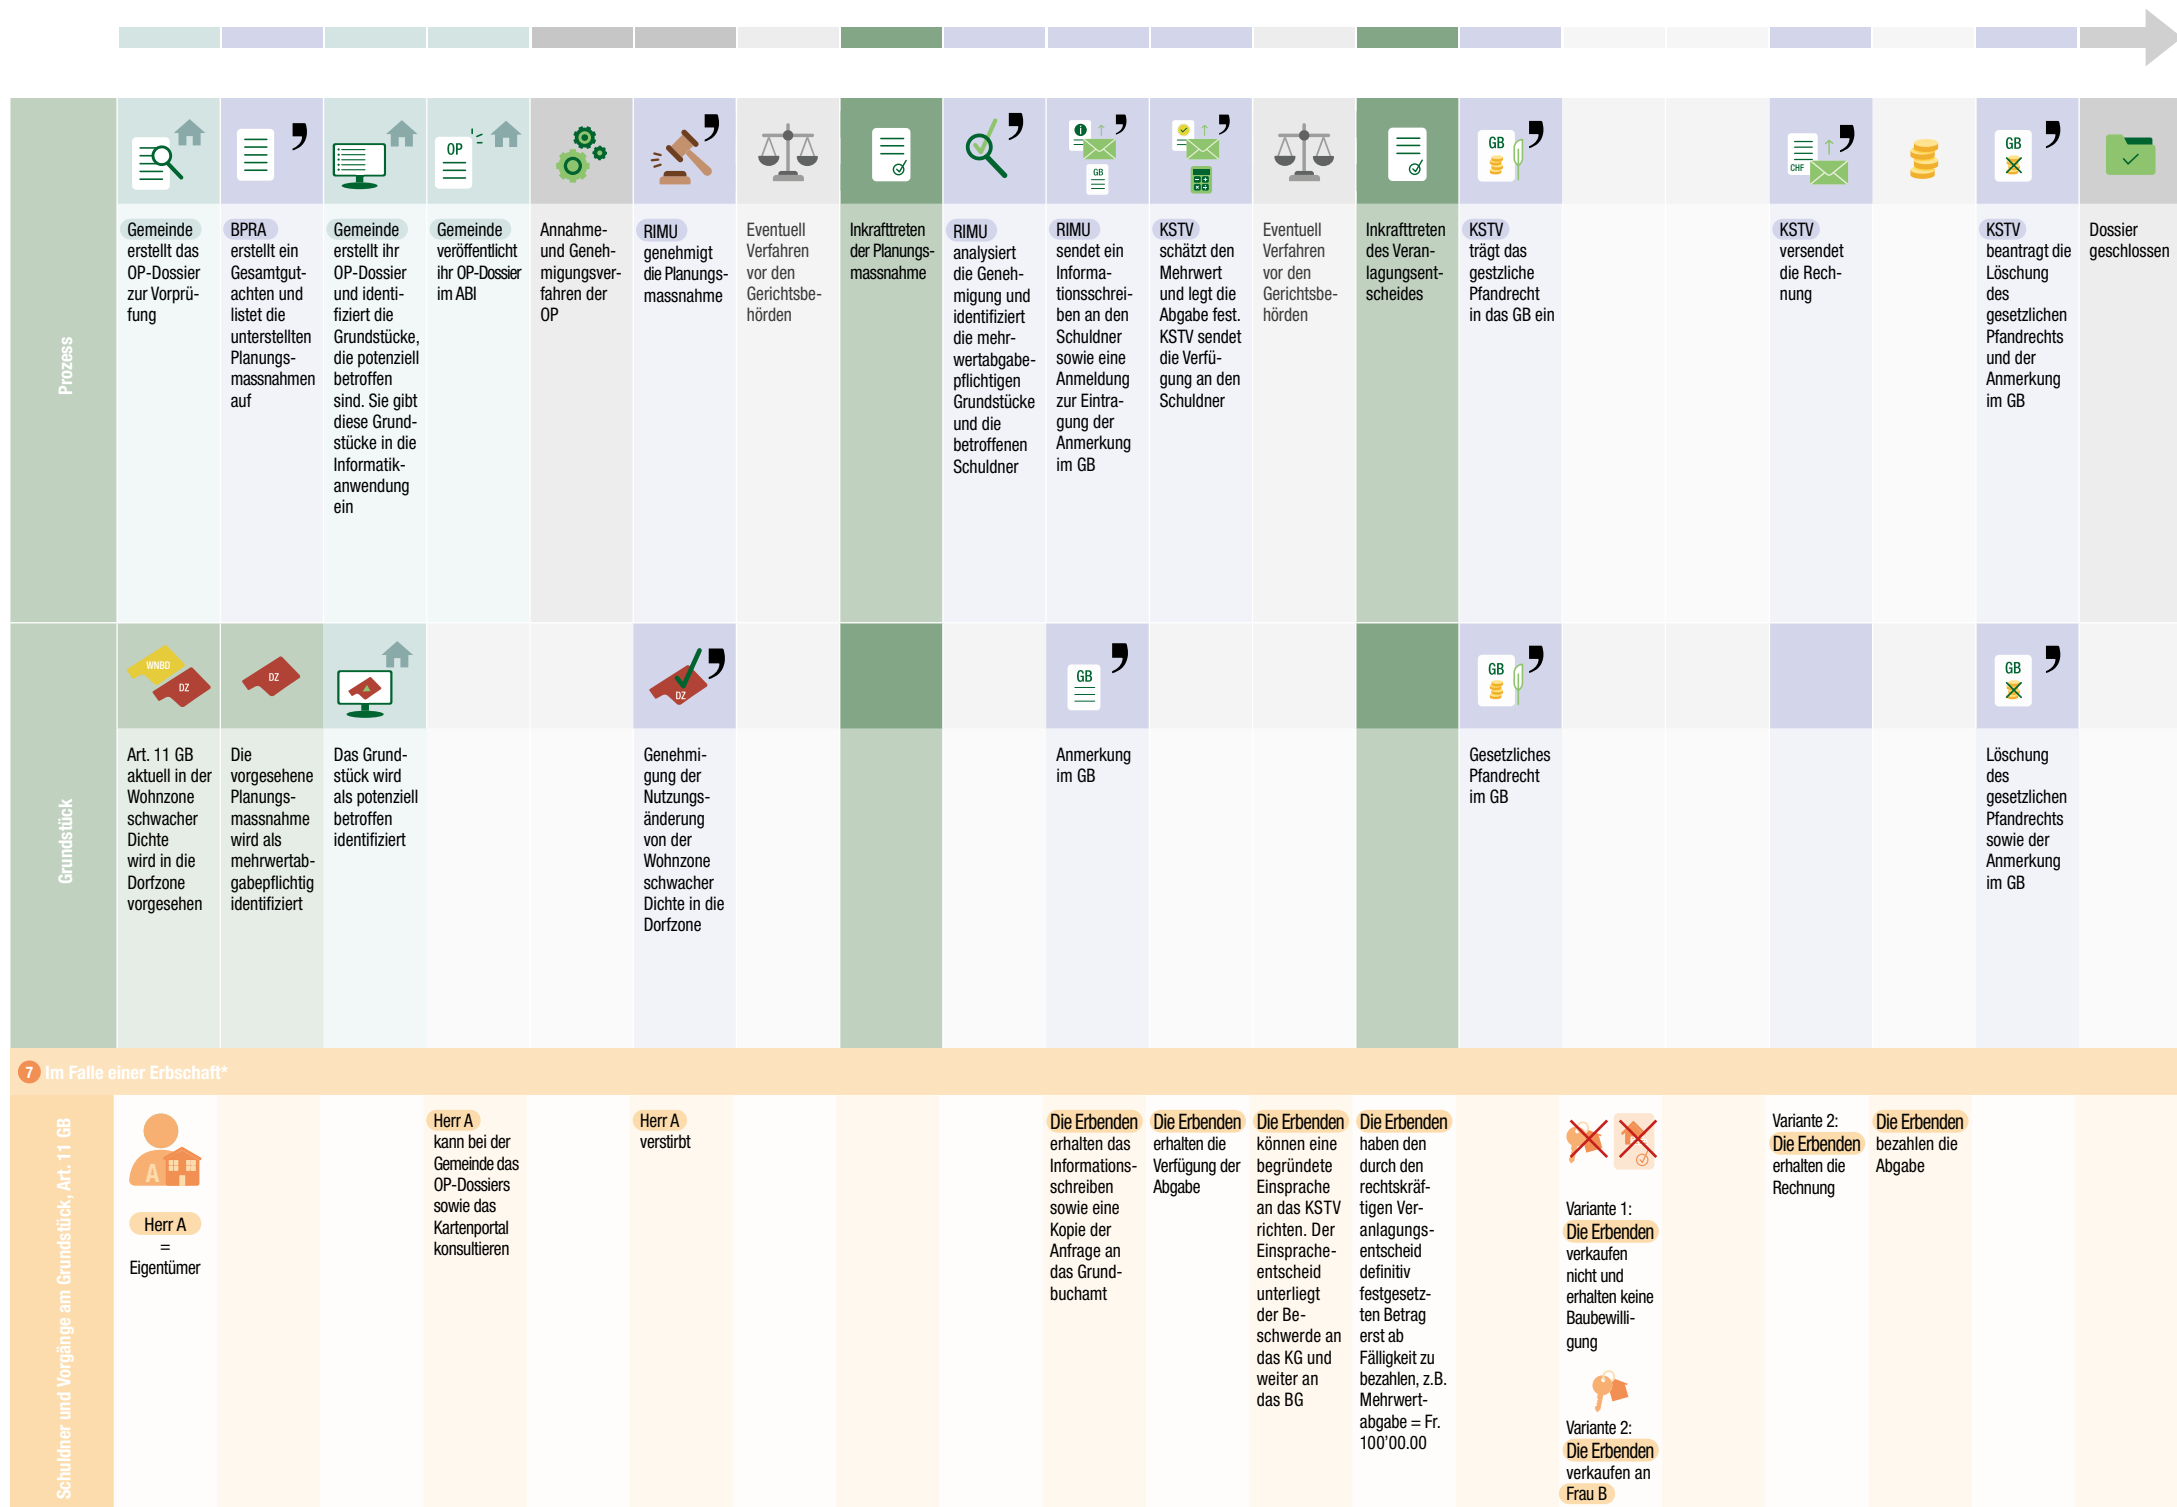 OP
GB
GB
CHF
GB
Prozess
Gemeinde
erstellt das
OP-Dossier
zur Vorprü-
fung
BPRA
erstellt ein
Gesamtgut-
achten und
listet die
unterstellten
Planungs-
massnahmen
auf
Gemeinde
erstellt ihr
OP-Dossier
und identi-
fiziert die
Grundstücke,
die potenziell
betroffen
sind. Sie gibt
diese Grund-
stücke in die
Informatik-
anwendung
ein
Gemeinde
veröffentlicht
ihr OP-Dossier
im ABl
Annahme-
und Geneh-
migungsver-
fahren der
OP
RIMU
genehmigt
die Planungs-
massnahme
Eventuell
Verfahren
vor den
Gerichtsbe-
hörden
Inkrafttreten
der Planungs-
massnahme
RIMU
analysiert
die Geneh-
migung und
identifiziert
die mehr-
wertabgabe-
pflichtigen
Grundstücke
und die
betroffenen
Schuldner
RIMU
sendet ein
Informa-
tionsschrei-
ben an den
Schuldner
sowie eine
Anmeldung
zur Eintra-
gung der
Anmerkung
im GB
KSTV
schätzt den
Mehrwert
und legt die
Abgabe fest.
KSTV sendet
die Verfü-
gung an den
Schuldner
Eventuell
Verfahren
vor den
Gerichtsbe-
hörden
Inkrafttreten
des Veran-
lagungsent-
scheides
KSTV
trägt das
gestzliche
Pfandrecht
in das GB ein
KSTV
versendet
die Rech-
nung
KSTV
beantragt die
Löschung
des
gesetzlichen
Pfandrechts
und der
Anmerkung
im GB
Dossier
geschlossen
Grundstück
WNBD
DZ
DZ
DZ
GB
GB
GB
Art. 11 GB
aktuell in der
Wohnzone
schwacher
Dichte
wird in die
Dorfzone
vorgesehen
Die
vorgesehene
Planungs-
massnahme
wird als
mehrwertab-
gabepflichtig
identifiziert
Das Grund-
stück wird
als potenziell
betroffen
identifiziert
Genehmi-
gung der
Nutzungs-
änderung
von der
Wohnzone
schwacher
Dichte in die
Dorfzone
Anmerkung
im GB
Gesetzliches
Pfandrecht
im GB
Löschung
des
gesetzlichen
Pfandrechts
sowie der
Anmerkung
im GB
7 Im Falle einer Erbschaft*
Schuldner und Vorgänge am Grundstück, Art. 11 GB
A
Herr A
=
Eigentümer
Herr A
kann bei der
Gemeinde das
OP-Dossiers
sowie das
Kartenportal
konsultieren
Herr A
verstirbt
Die Erbenden
erhalten das
Informations-
schreiben
sowie eine
Kopie der
Anfrage an
das Grund-
buchamt
Die Erbenden
erhalten die
Verfügung der
Abgabe
Die Erbenden
können eine
begründete
Einsprache
an das KSTV
richten. Der
Einsprache-
entscheid
unterliegt
der Be-
schwerde an
das KG und
weiter an
das BG
Die Erbenden
haben den
durch den
rechtskräf-
tigen Ver-
anlagungs-
entscheid
definitiv
festgesetz-
ten Betrag
erst ab
Fälligkeit zu
bezahlen, z.B.
Mehrwert-
abgabe = Fr.
100’00.00
Variante 1:
Die Erbenden
verkaufen
nicht und
erhalten keine
Baubewilli-
gung
Variante 2:
Die Erbenden
verkaufen an
Frau B
Variante 2:
Die Erbenden
erhalten die
Rechnung
Die Erbenden
bezahlen die
Abgabe